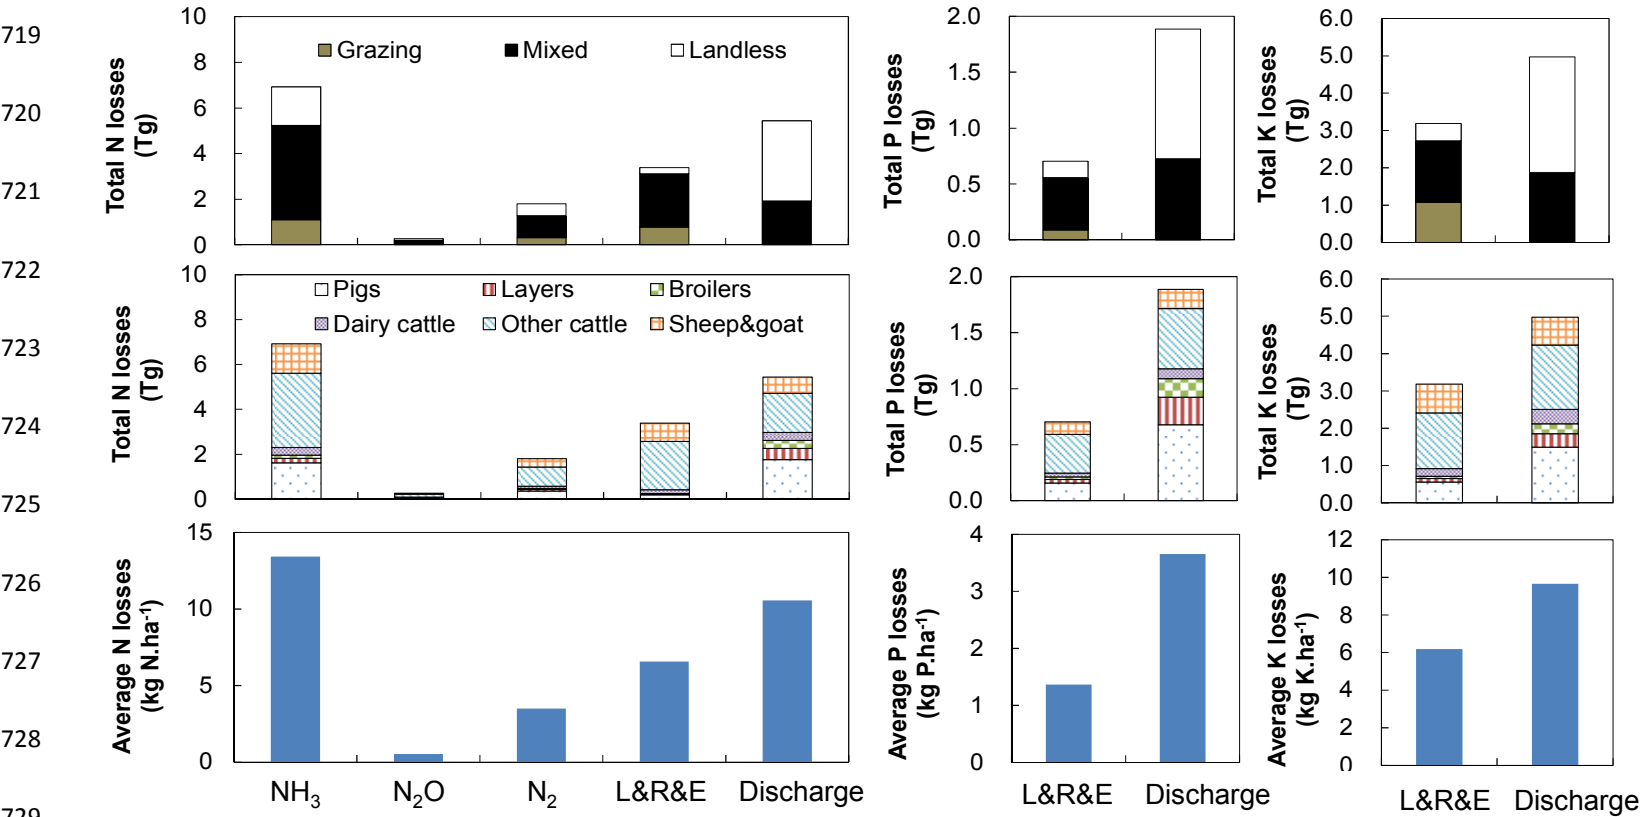 719
720
721
722
723
724
725
726
727
728
729
Total N losses
(Tg)
10
8
6
4
2
0
Grazing Mixed Landless
Total P losses
(Tg)
2.0
1.5
1.0
0.5
0.0
Total K losses
(Tg)
6.0
5.0
4.0
3.0
2.0
1.0
0.0
Total N losses
(Tg)
10
8
6
4
2
0
Pigs Layers Broilers
Dairy cattle Other cattle Sheep&goat
Total P losses
(Tg)
2.0
1.5
1.0
0.5
0.0
Total K losses
(Tg)
6.0
5.0
4.0
3.0
2.0
1.0
0.0
Average N losses
(kg N.ha⁻¹)
15
10
5
0
NH₃ N₂O N₂ L&R&E Discharge
Average P losses
(kg P.ha⁻¹)
4
3
2
1
0
L&R&E Discharge
Average K losses
(kg K.ha⁻¹)
12
10
8
6
4
2
0
L&R&E Discharge